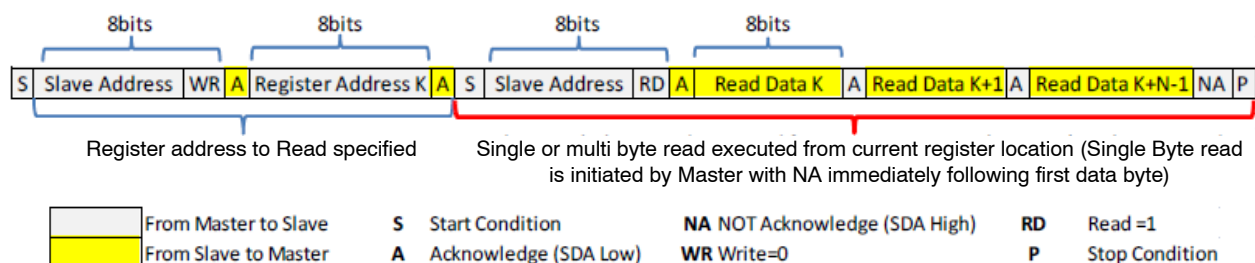 8bits 8bits 8bits 8bits
S Slave Address WR A Register Address K A S Slave Address RD A Read Data K A Read Data K+1 A Read Data K+N-1 NA P
Register address to Read specified
Single or multi byte read executed from current register location (Single Byte read
is initiated by Master with NA immediately following first data byte)
From Master to Slave S Start Condition NA NOT Acknowledge (SDA High) RD Read =1
From Slave to Master A Acknowledge (SDA Low) WR Write=0 P Stop Condition